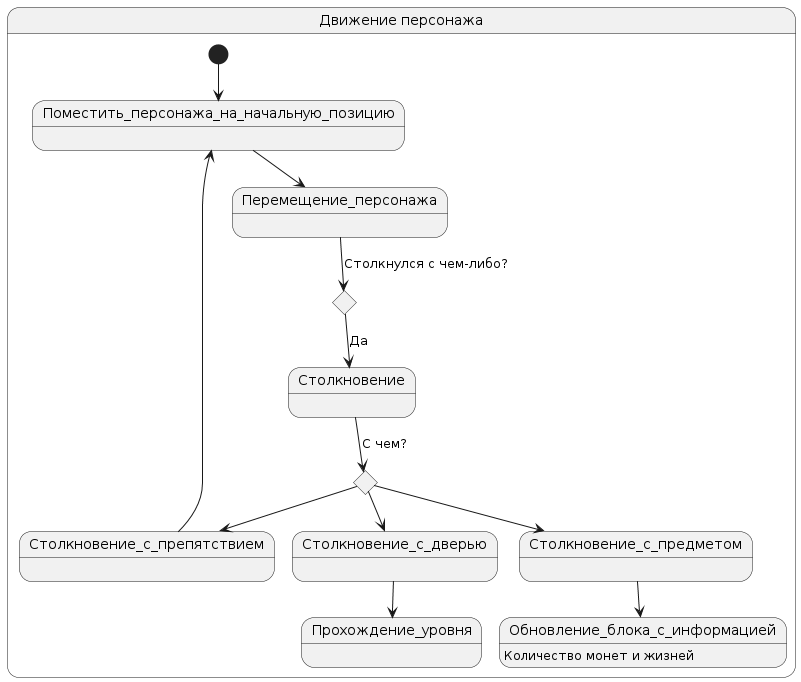 Движение персонажа
Поместить_персонажа_на_начальную_позицию
Перемещение_персонажа
Столкнулся с чем-либо?
Да
Столкновение
С чем?
Столкновение_с_препятствием
Столкновение_с_дверью
Столкновение_с_предметом
Прохождение_уровня
Обновление_блока_с_информацией
Количество монет и жизней